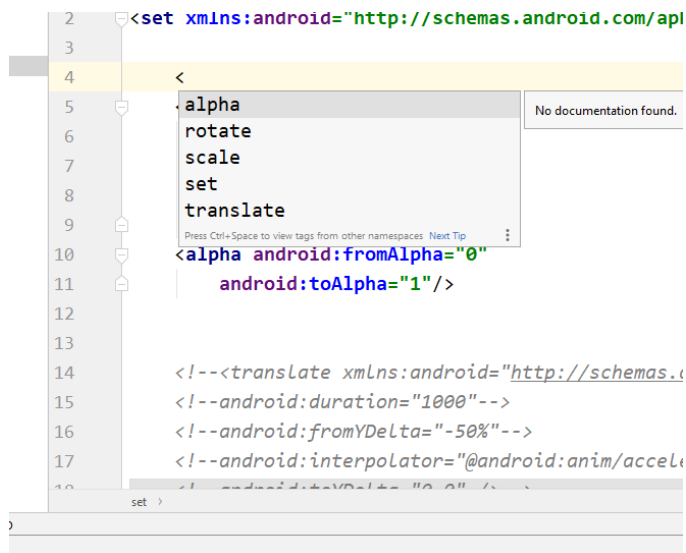 2 <set xmlns:android="http://schemas.android.com/apk
3
4 <
5
alpha
No documentation found.
6
rotate
7
scale
8
set
translate
9
Press Ctrl+Space to view tags from other namespaces Next Tip
10 <alpha android:fromAlpha="0"
11 android:toAlpha="1"/>
12
13
14 <!--<translate xmlns:android="http://schemas.
15 <!--android:duration="1000"-->
16 <!--android:fromYDelta="-50%"-->
17 <!--android:interpolator="@android:anim/accele
set